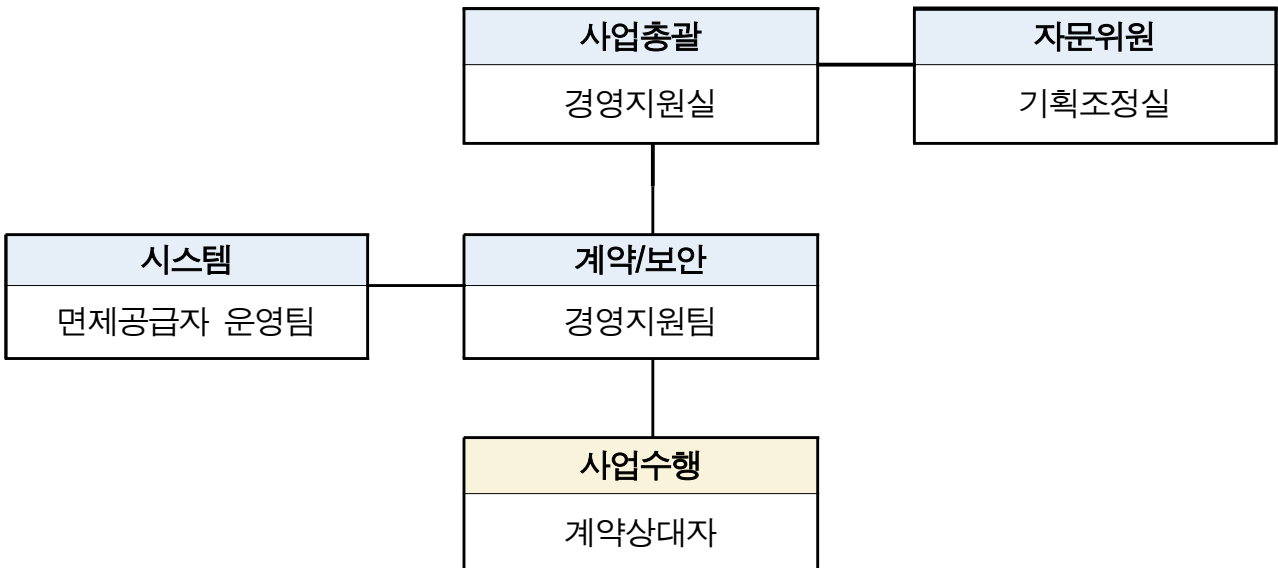 사업총괄
경영지원실
자문위원
기획조정실
시스템
면제공급자 운영팀
계약/보안
경영지원팀
사업수행
계약상대자